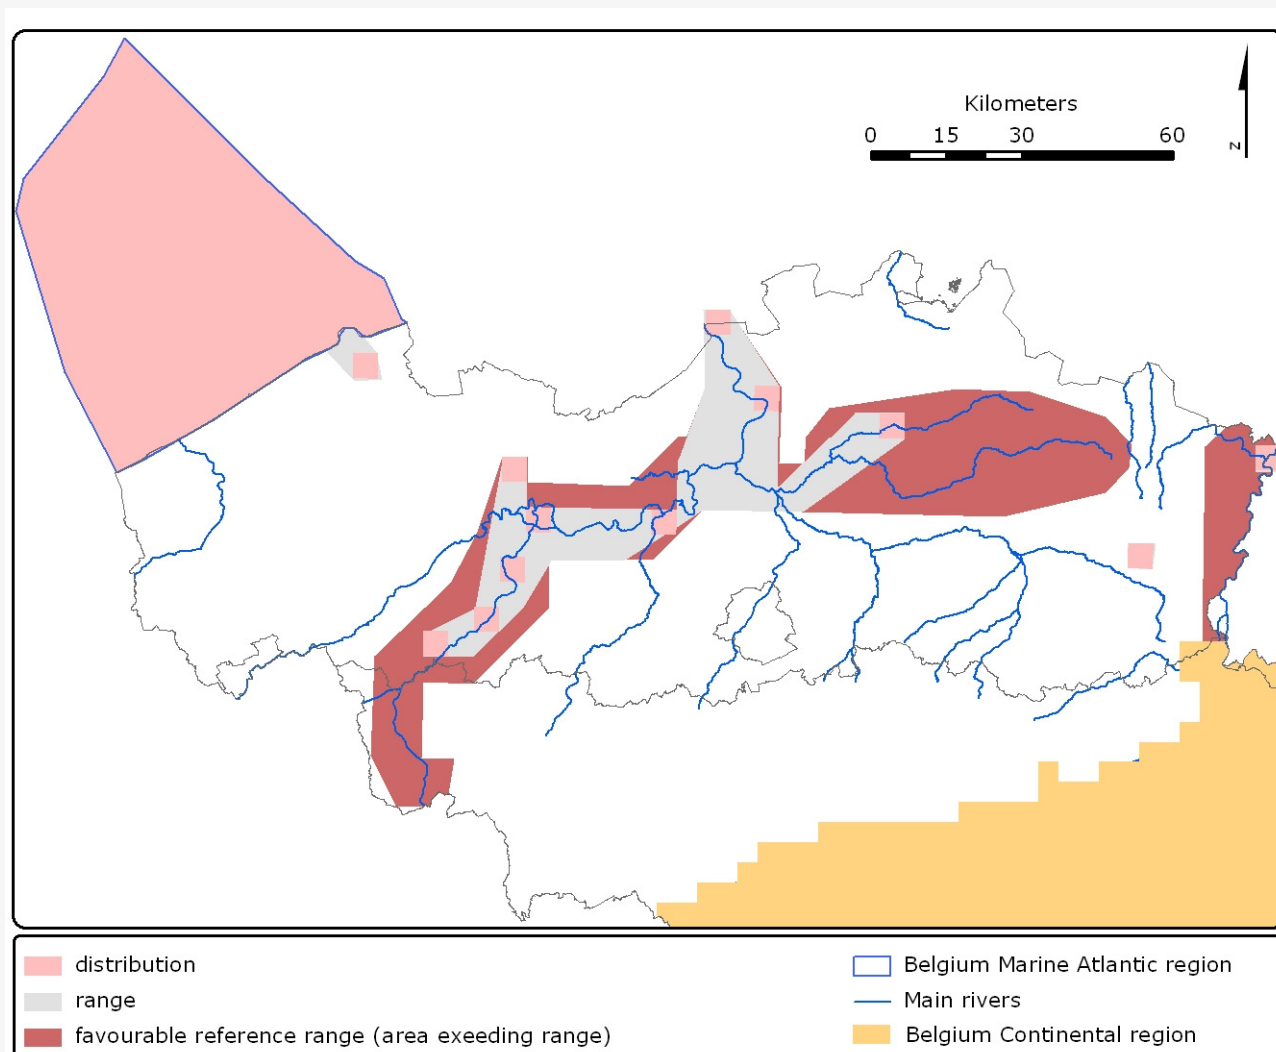 Kilometers
0 15 30 60
N
distribution
range
favourable reference range (area exeeding range)
Belgium Marine Atlantic region
Main rivers
Belgium Continental region